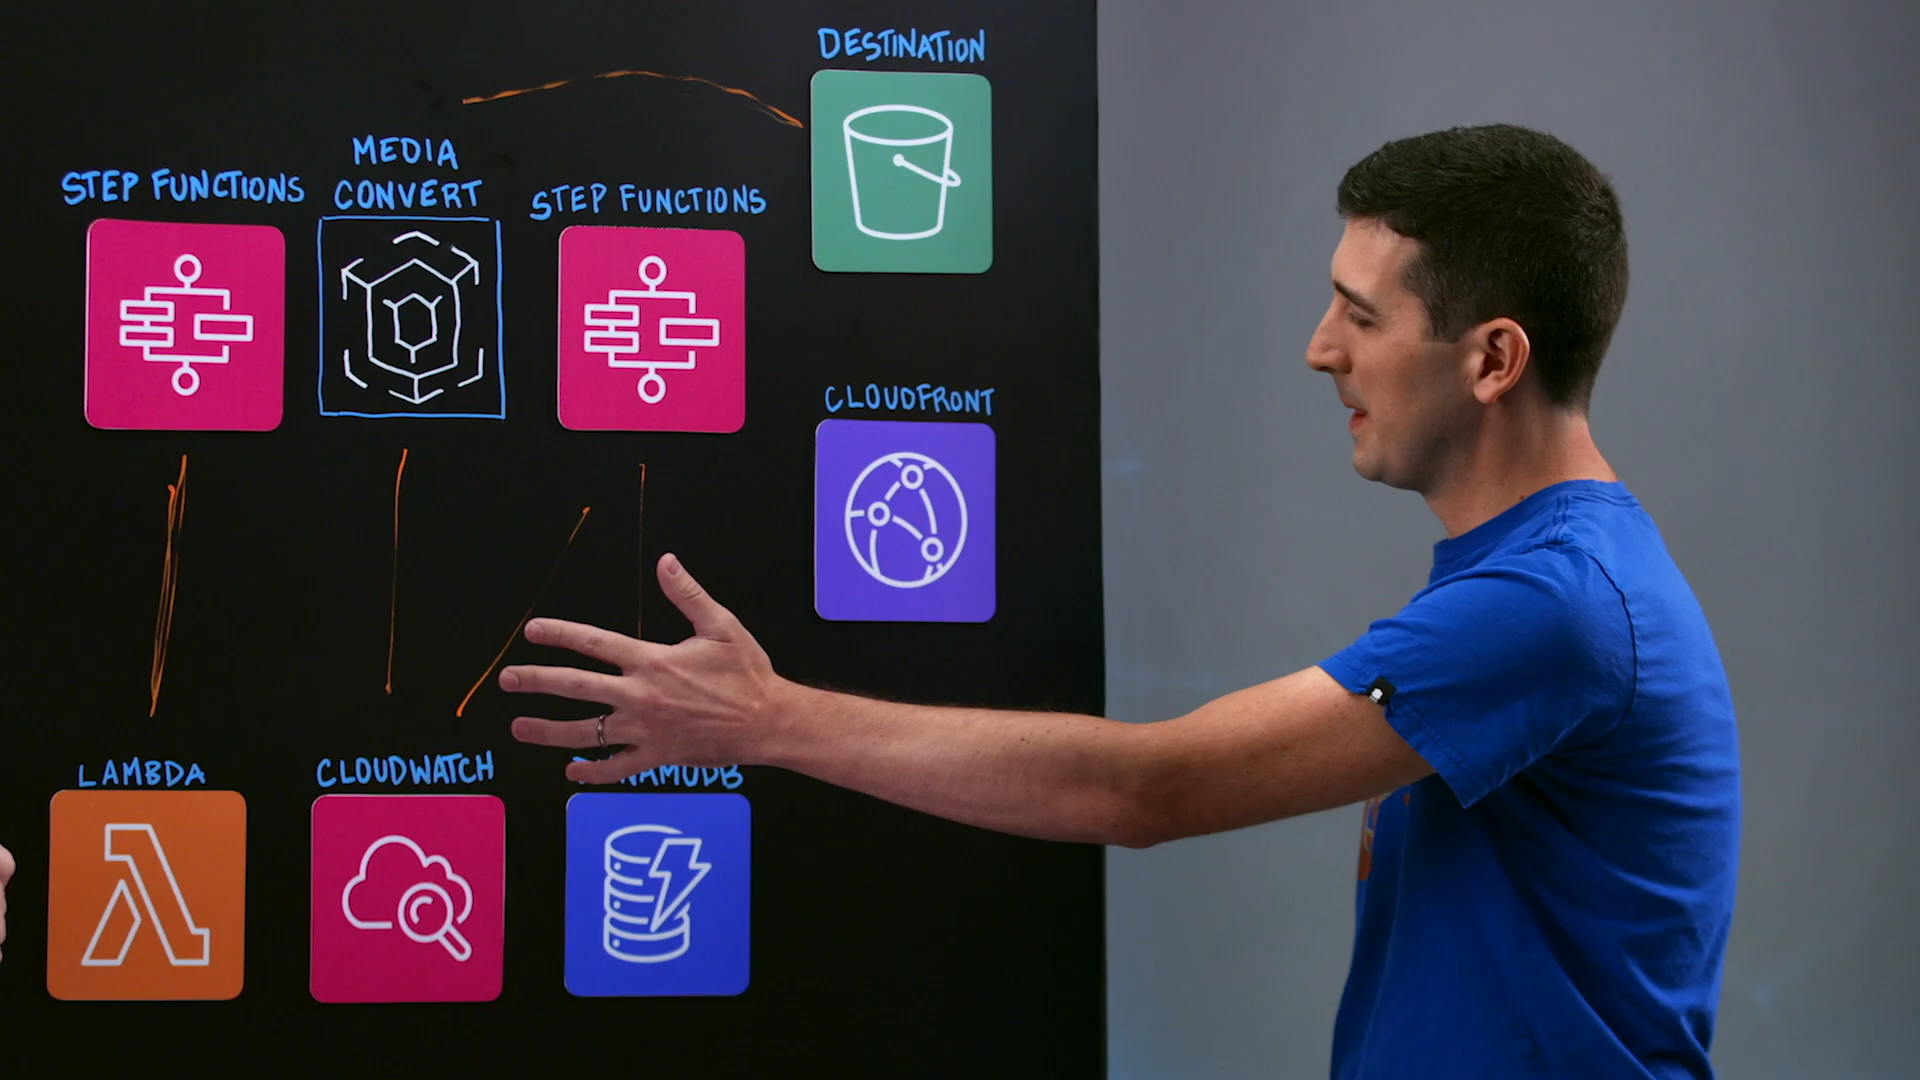 DESTINATION
MEDIA
CONVERT
STEP FUNCTIONS
STEP FUNCTIONS
CLOUDFRONT
LAMBDA
CLOUDWATCH